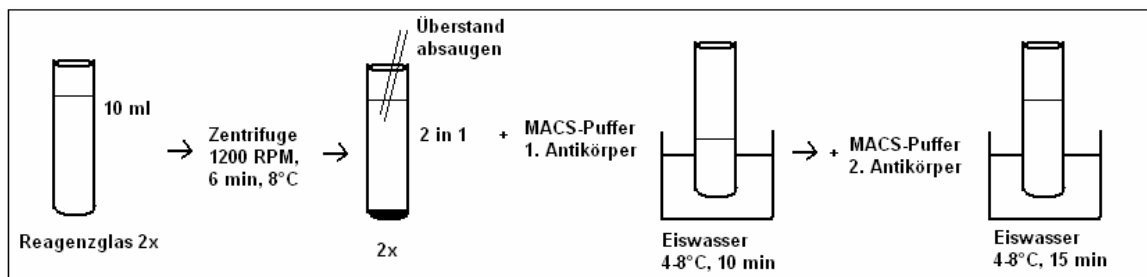 10 ml
Reagenzglas 2x
Zentrifuge
1200 RPM,
6 min, 8°C
Überstand
absaugen
2 in 1
2x
+ MACS-Puffer
1. Antikörper
Eiswasser
4-8°C, 10 min
+ MACS-Puffer
2. Antikörper
Eiswasser
4-8°C, 15 min